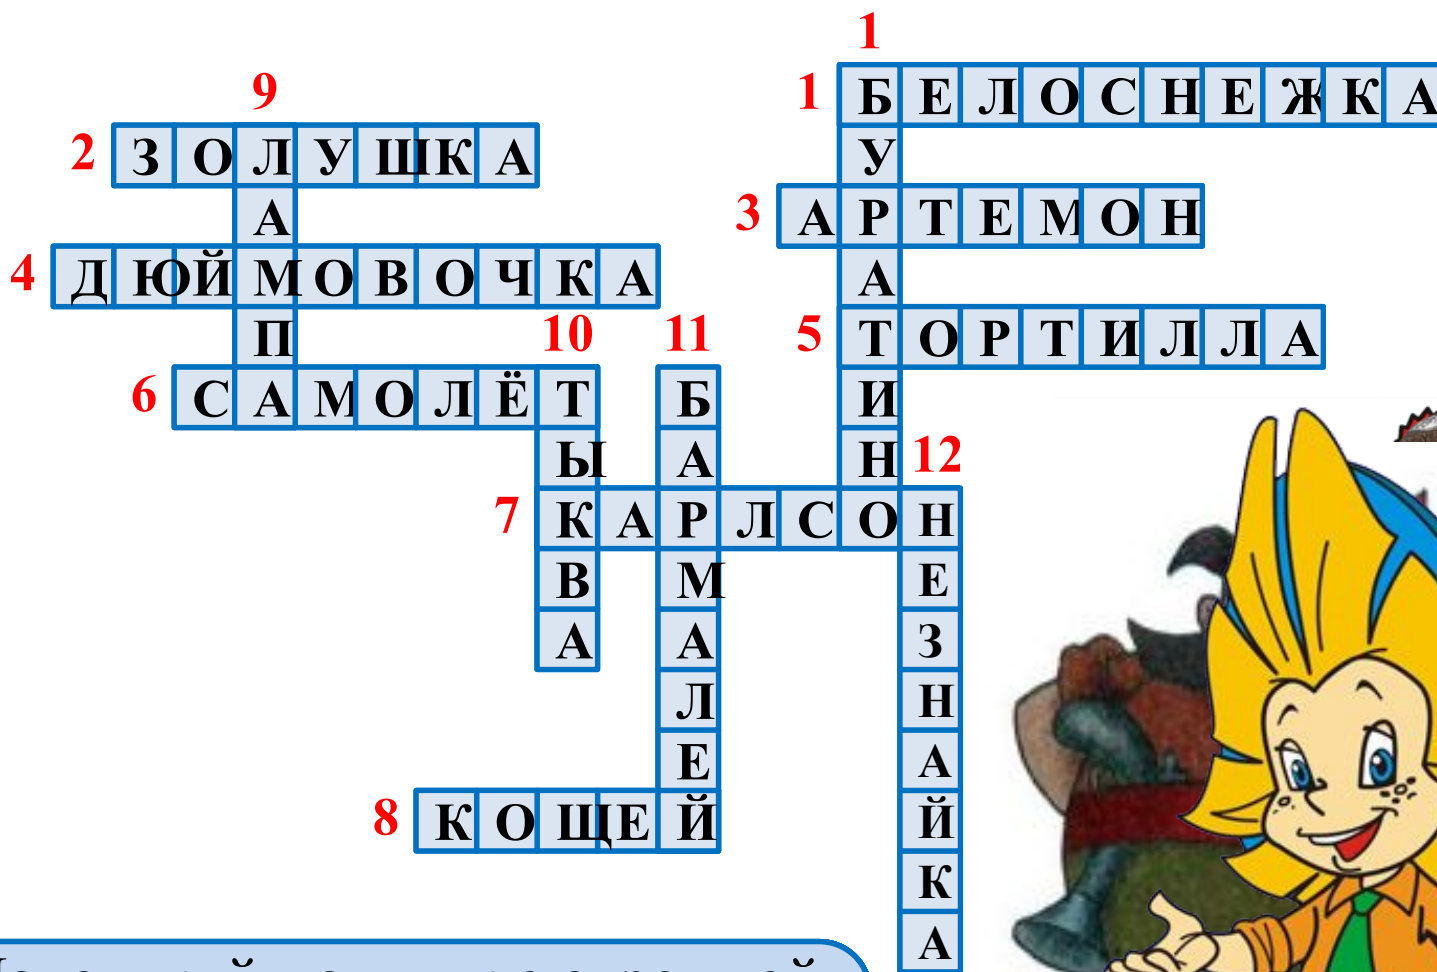 1
1 БЕЛОСНЕЖКА
9
2 ЗОЛУШКА
У
А
3 АРТЕМОН
4 ДЮЙМОВОЧКА
А
П
10
11
5 ТОРТИЛЛА
6 САМОЛЁТ
Б
И
Ы
А
Н
12
7 КАРЛСОН
В
М
Е
А
А
З
Л
Н
Е
А
8 КОЩЕЙ
Й
К
А